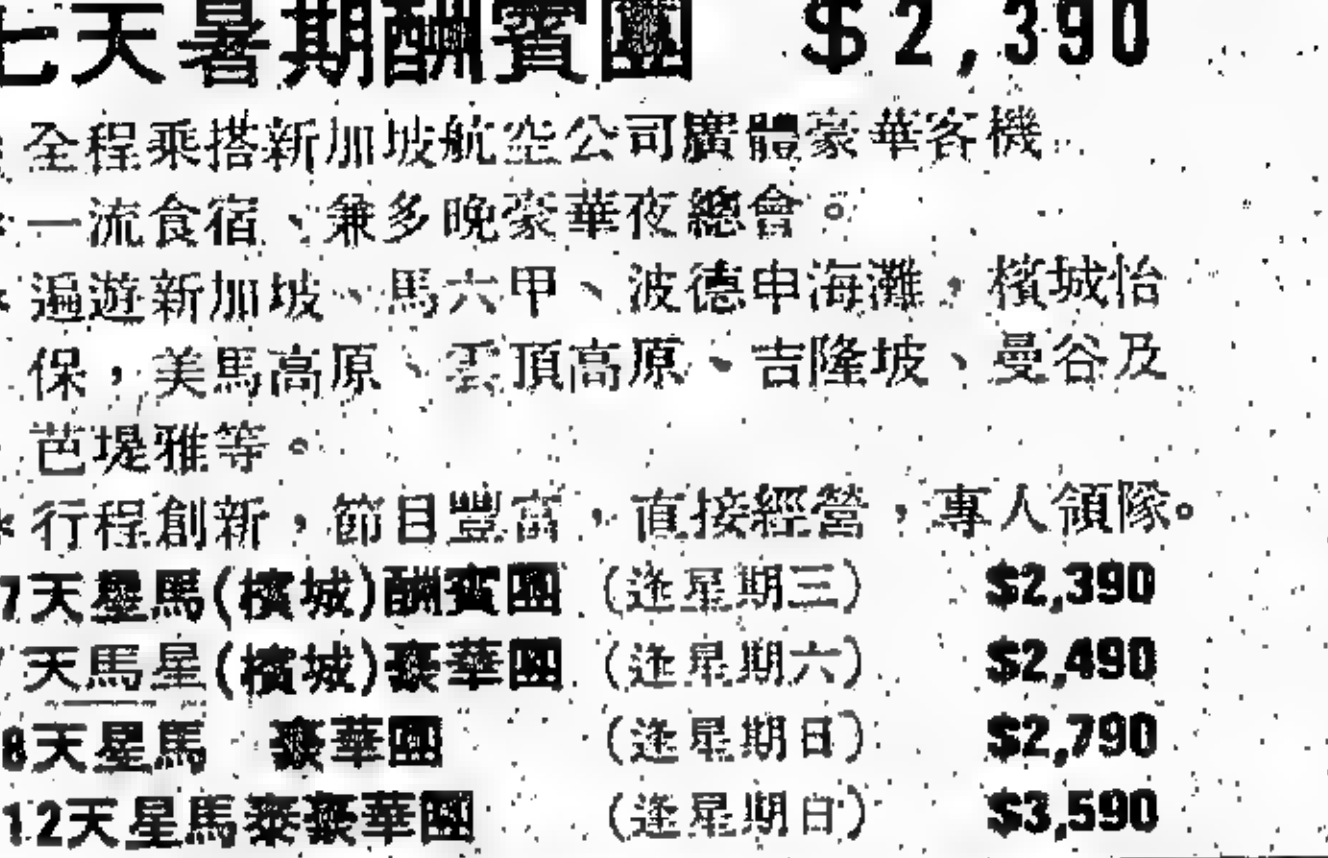 七天暑期酬賓團 $2,390
全程乘搭新加坡航空公司廣體豪華客機
*一流食宿、兼多晚豪華夜總會。
*遍遊新加坡、馬六甲、波德申海灘,檳城怡
保,美馬高原、雲頂高原、吉隆坡、曼谷及
芭堤雅等。
*行程創新,節目豐富,直接經營,專人領隊。
7天星馬(檳城)酬賓團 (逢星期三) $2,390
7天馬星(檳城)豪華團 (逢星期六) $2,490
8天星馬 豪華團 (逢星期日) $2,790
12天星馬泰豪華團 (逢星期日) $3,590